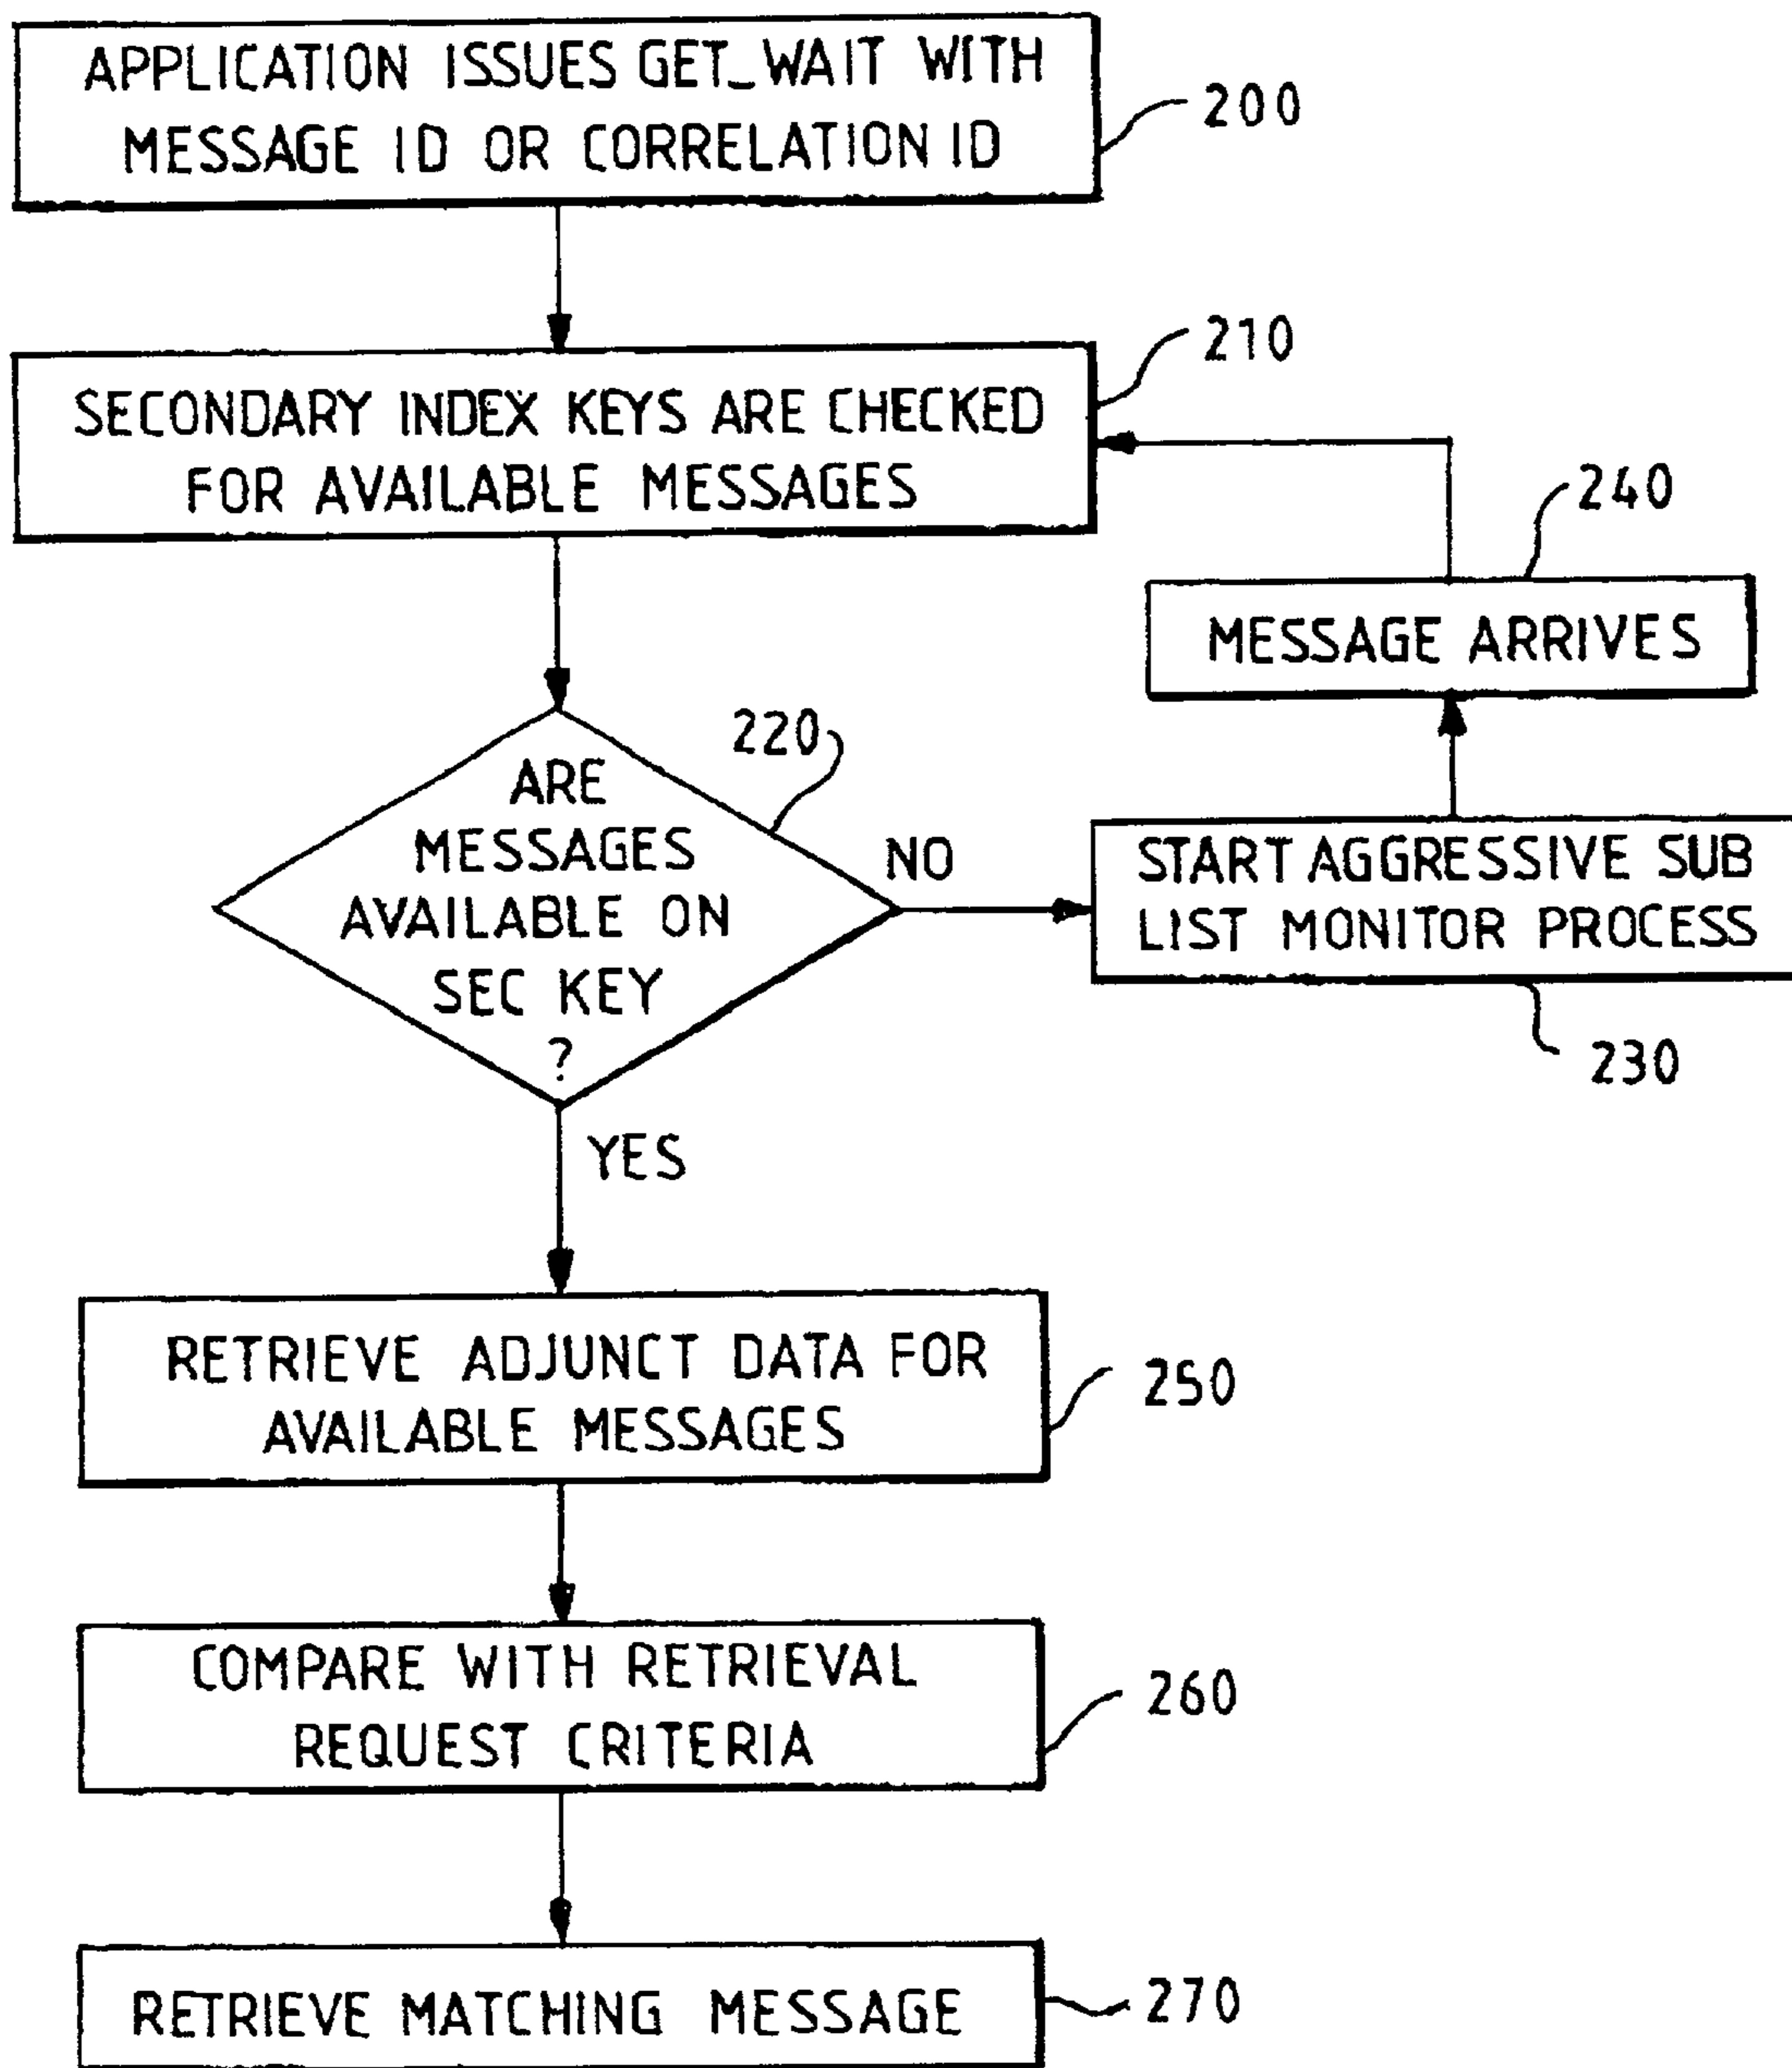 APPLICATION ISSUES GET_WAIT WITH
MESSAGE ID OR CORRELATION ID
200
SECONDARY INDEX KEYS ARE CHECKED
FOR AVAILABLE MESSAGES
210
240
MESSAGE ARRIVES
220
ARE
MESSAGES
AVAILABLE ON
SEC KEY
?
NO
START AGGRESSIVE SUB
LIST MONITOR PROCESS
230
YES
RETRIEVE ADJUNCT DATA FOR
AVAILABLE MESSAGES
250
COMPARE WITH RETRIEVAL
REQUEST CRITERIA
260
RETRIEVE MATCHING MESSAGE
270